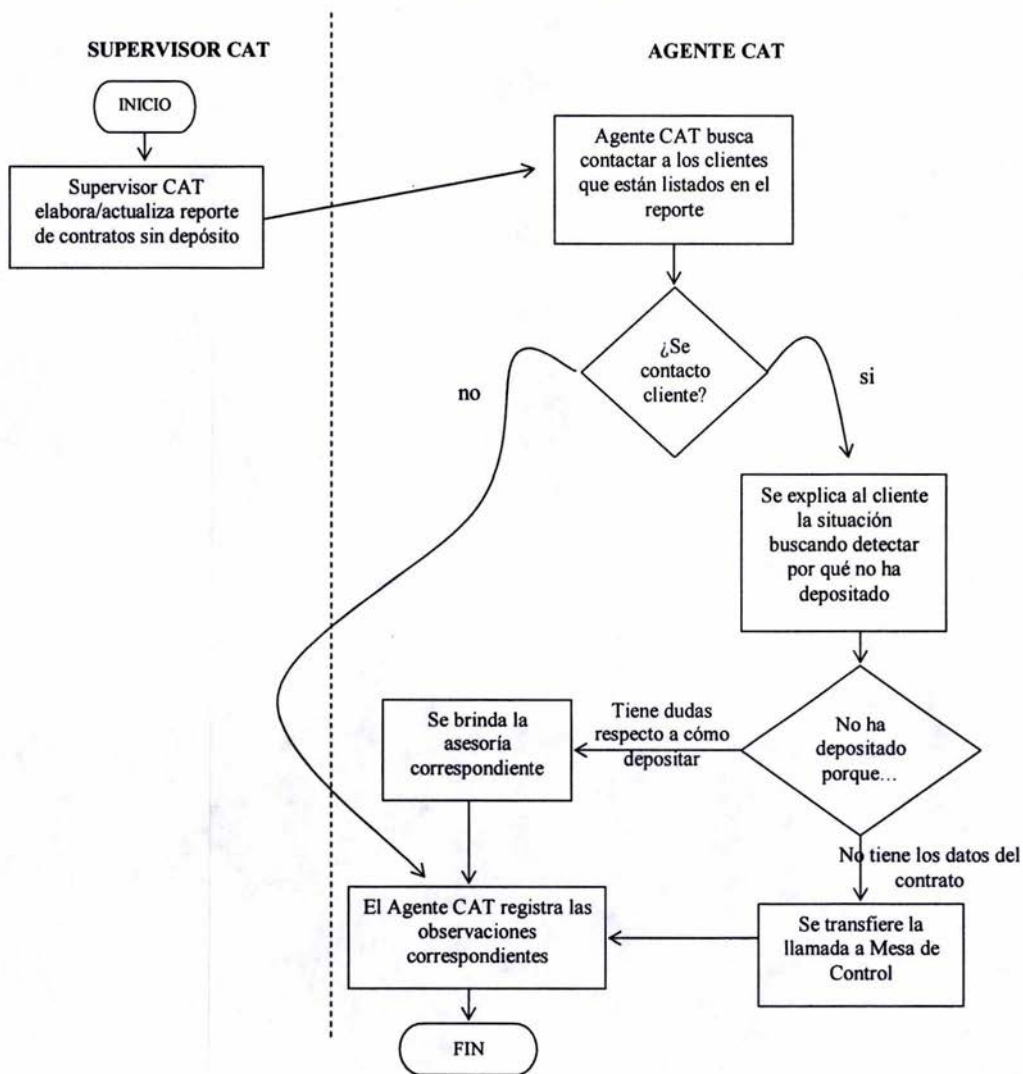 SUPERVISOR CAT
AGENTE CAT
INICIO
Supervisor CAT
elabora/actualiza reporte
de contratos sin depósito
Agente CAT busca
contactar a los clientes
que están listados en el
reporte
¿Se
contacto
cliente?
no
si
Se explica al cliente
la situación
buscando detectar
por qué no ha
depositado
No ha
depositado
porque...
Tiene dudas
respecto a cómo
depositar
Se brinda la
asesoría
correspondiente
No tiene los datos del
contrato
Se transfiere la
llamada a Mesa de
Control
El Agente CAT registra las
observaciones
correspondientes
FIN